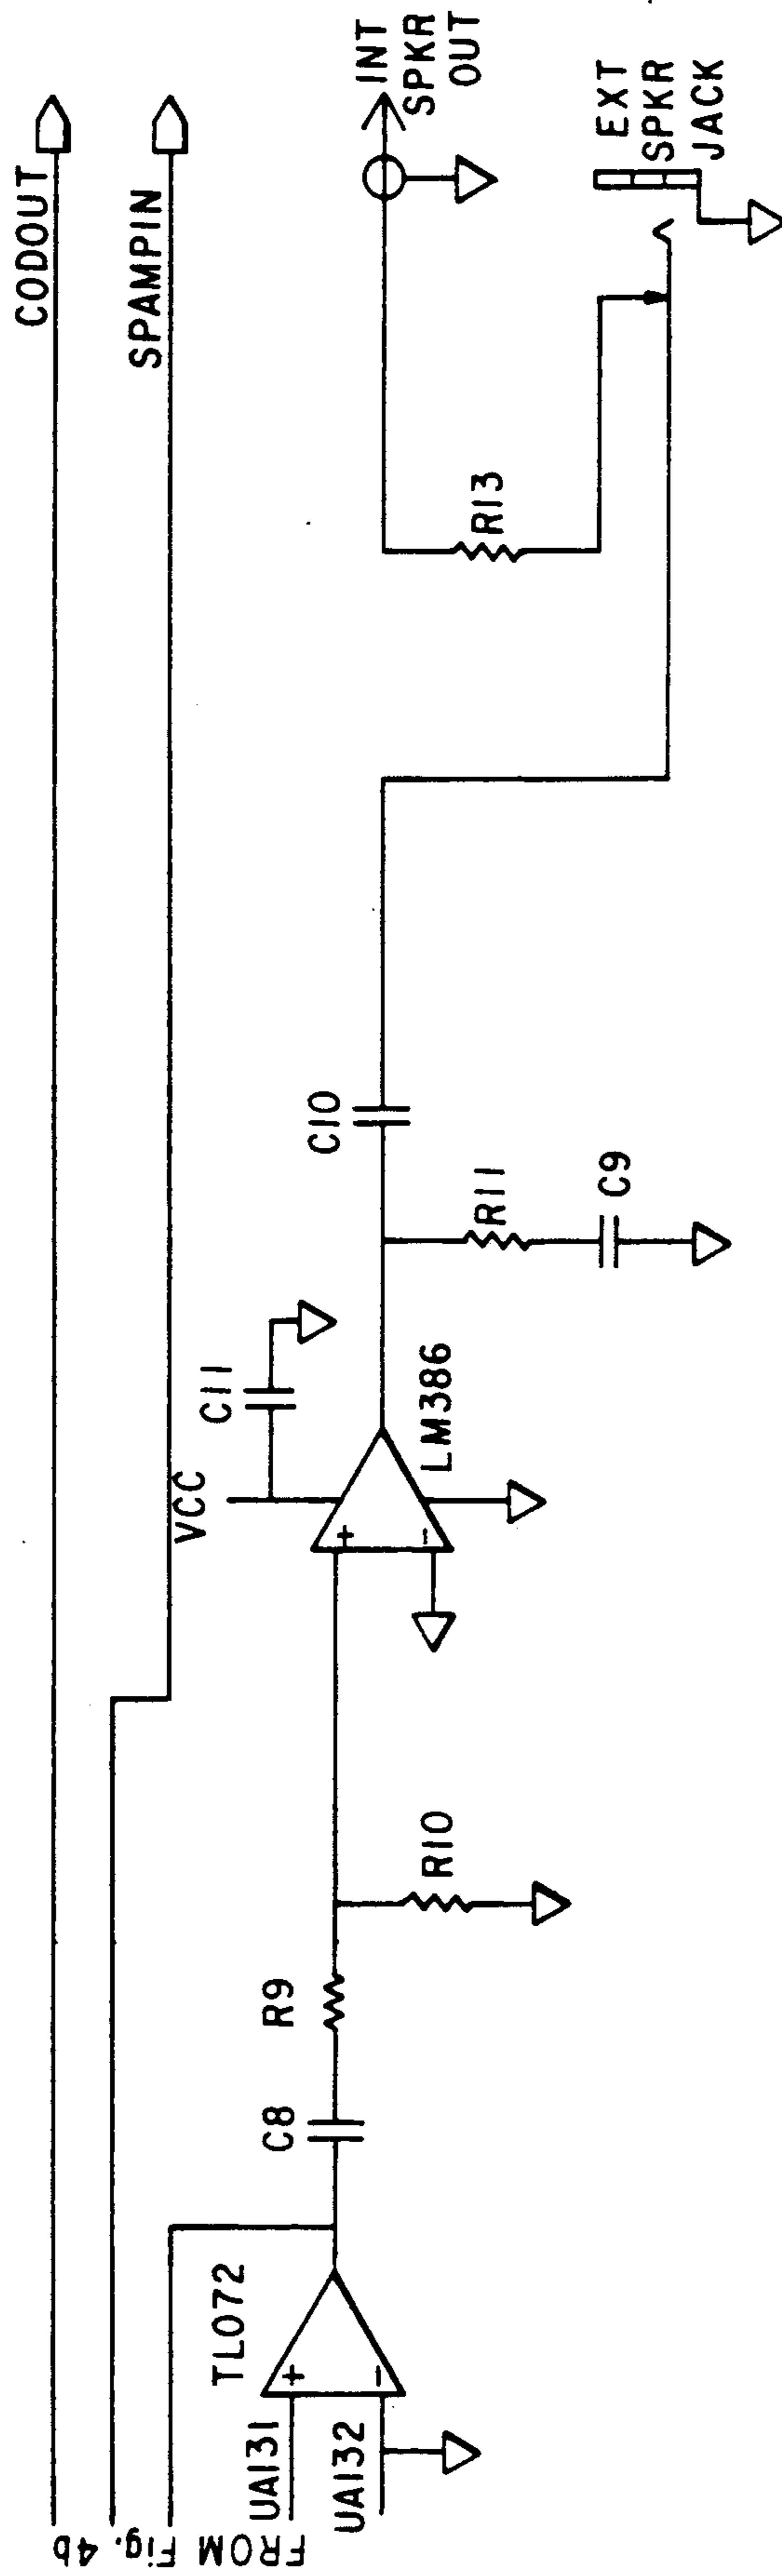 CODOUT
SPAMPIN
INT
SPKR
OUT
EXT
SPKR
JACK
R13
C10
R11
C9
C11
VCC
+
−
LM386
R10
R9
C8
TL072
+
−
UA131
UA132
FROM Fig. 4b